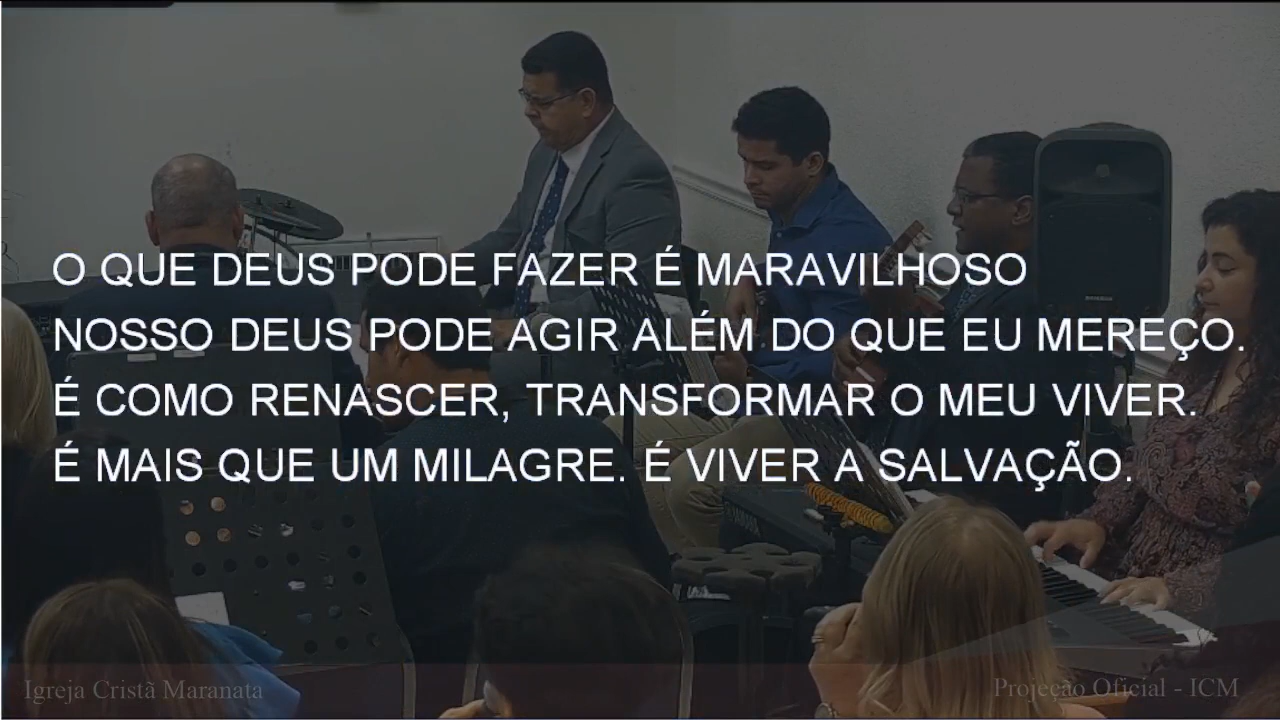 O QUE DEUS PODE FAZER É MARAVILHOSO
NOSSO DEUS PODE AGIR ALÉM DO QUE EU MEREÇO.
É COMO RENASCER, TRANSFORMAR O MEU VIVER.
É MAIS QUE UM MILAGRE. É VIVER A SALVAÇÃO.
Igreja Cristã Maranata
Projeção Oficial - ICM